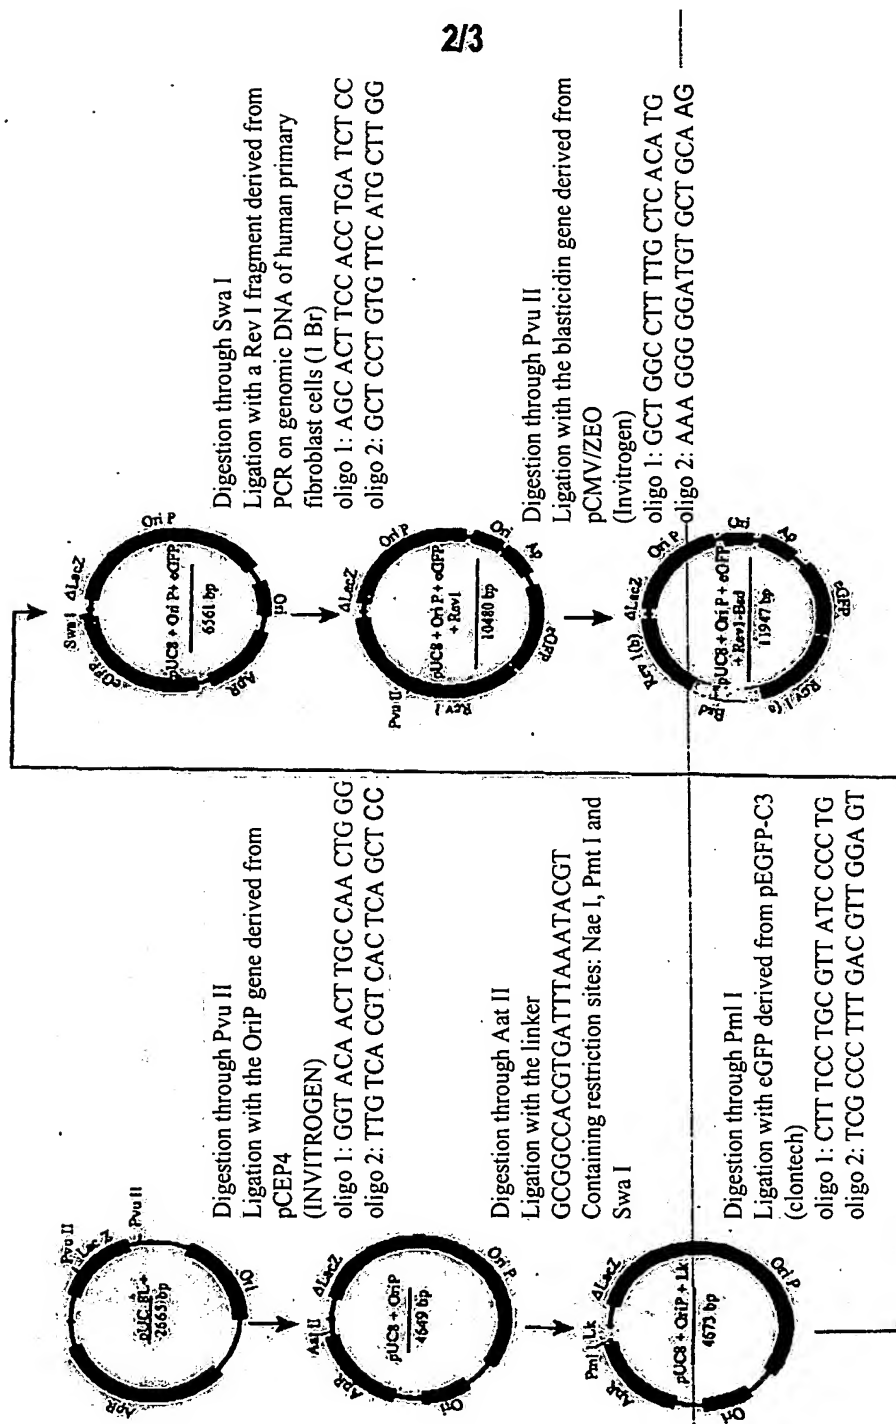 2/3
Pvu II
Lac-Z
Pvu II
pUC-BL+
2665 bp
Ori
ApR
Digestion through Pvu II
Ligation with the OriP gene derived from
pCEP4
(INVITROGEN)
oligo 1: GGT ACA ACT TGC CAA CTG GG
oligo 2: TTG TCA CGT CAC TCA GCT CC
Aat II
ΔLacZ
ApR
pUC8 + OriP
4649 bp
Ori P
Ori
Digestion through Aat II
Ligation with the linker
GCGGCCACGTGATTTAAATACGT
Containing restriction sites: Nae I, Pmt I and
Swa I
Pml I
Lk
ΔLacZ
ApR
pUC8 + OriP + Lk
4673 bp
Ori P
Ori
Digestion through Pml I
Ligation with eGFP derived from pEGFP-C3
(clontech)
oligo 1: CTT TCC TGC GTT ATC CCC TG
oligo 2: TCG CCC TTT GAC GTT GGA GT
Swa I
ΔLacZ
eGFP
Ori P
pUC8 + Ori P+ eGFP
6561 bp
ApR
Ori
Digestion through Swa I
Ligation with a Rev I fragment derived from
PCR on genomic DNA of human primary
fibroblast cells (1 Br)
oligo 1: AGC ACT TCC ACC TGA TCT CC
oligo 2: GCT CCT GTG TTC ATG CTT GG
ΔLacZ
Ori P
Pvu II
pUC8 + Ori P + eGFP
+ Rev1
10480 bp
Ori
Ap
Rev I
eGFP
Digestion through Pvu II
Ligation with the blasticidin gene derived from
pCMV/ZEO
(Invitrogen)
oligo 1: GCT GGC CTT TTG CTC ACA TG
oligo 2: AAA GGG GGATGT GCT GCA AG
Rev 1(b)
ΔLacZ
Ori P
pUC8 + Ori P + eGFP
+ Rev1-Bsd
11947 bp
Ap
Bsd
Rev 1 (a)